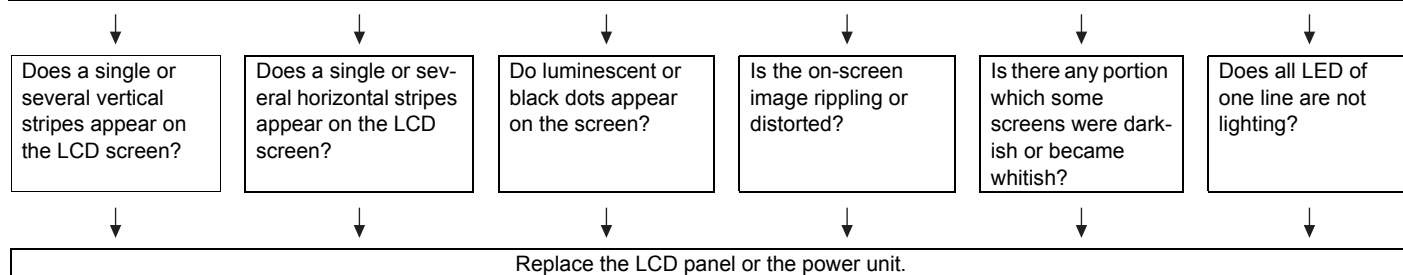 Does a single or
several vertical
stripes appear on
the LCD screen?
Does a single or sev-
eral horizontal stripes
appear on the LCD
screen?
Do luminescent or
black dots appear
on the screen?
Is the on-screen
image rippling or
distorted?
Is there any portion
which some
screens were dark-
ish or became
whitish?
Does all LED of
one line are not
lighting?
Replace the LCD panel or the power unit.